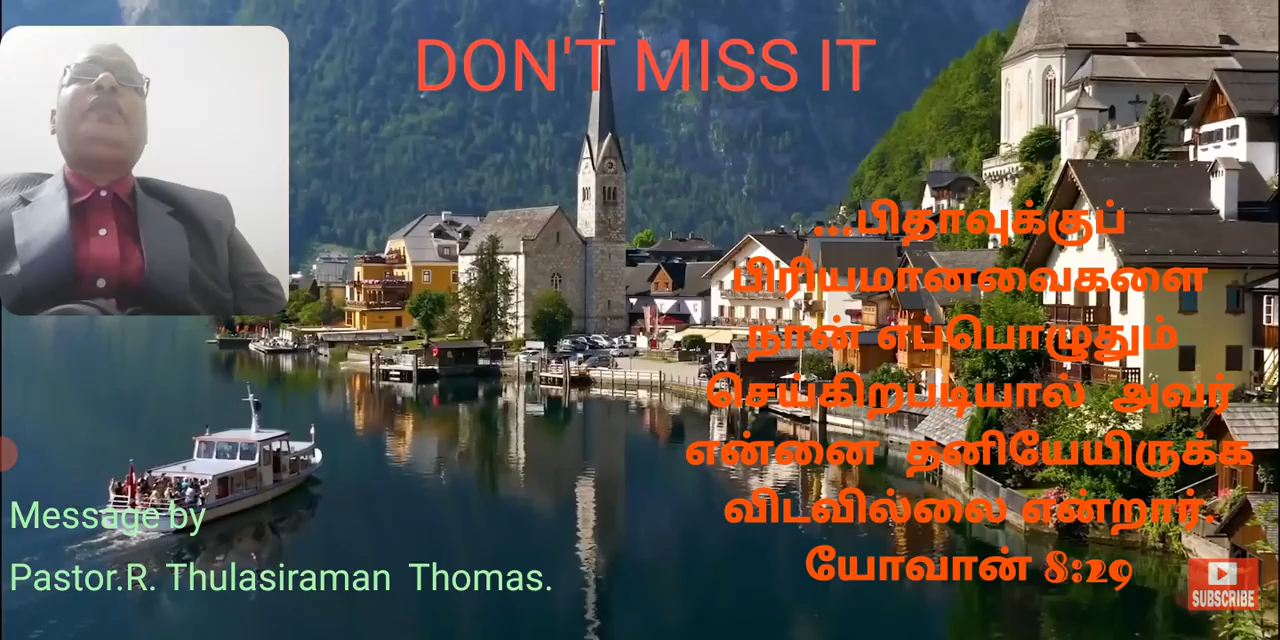 DON'T MISS IT
...பிதாவுக்குப்
பிரியமானவைகளை
நான் எப்பொழுதும்
செய்கிறபடியால் அவர்
என்னை தனியேயிருக்க
விடவில்லை என்றார்.
யோவான் 8:29
Message by
Pastor.R. Thulasiraman Thomas.
SUBSCRIBE